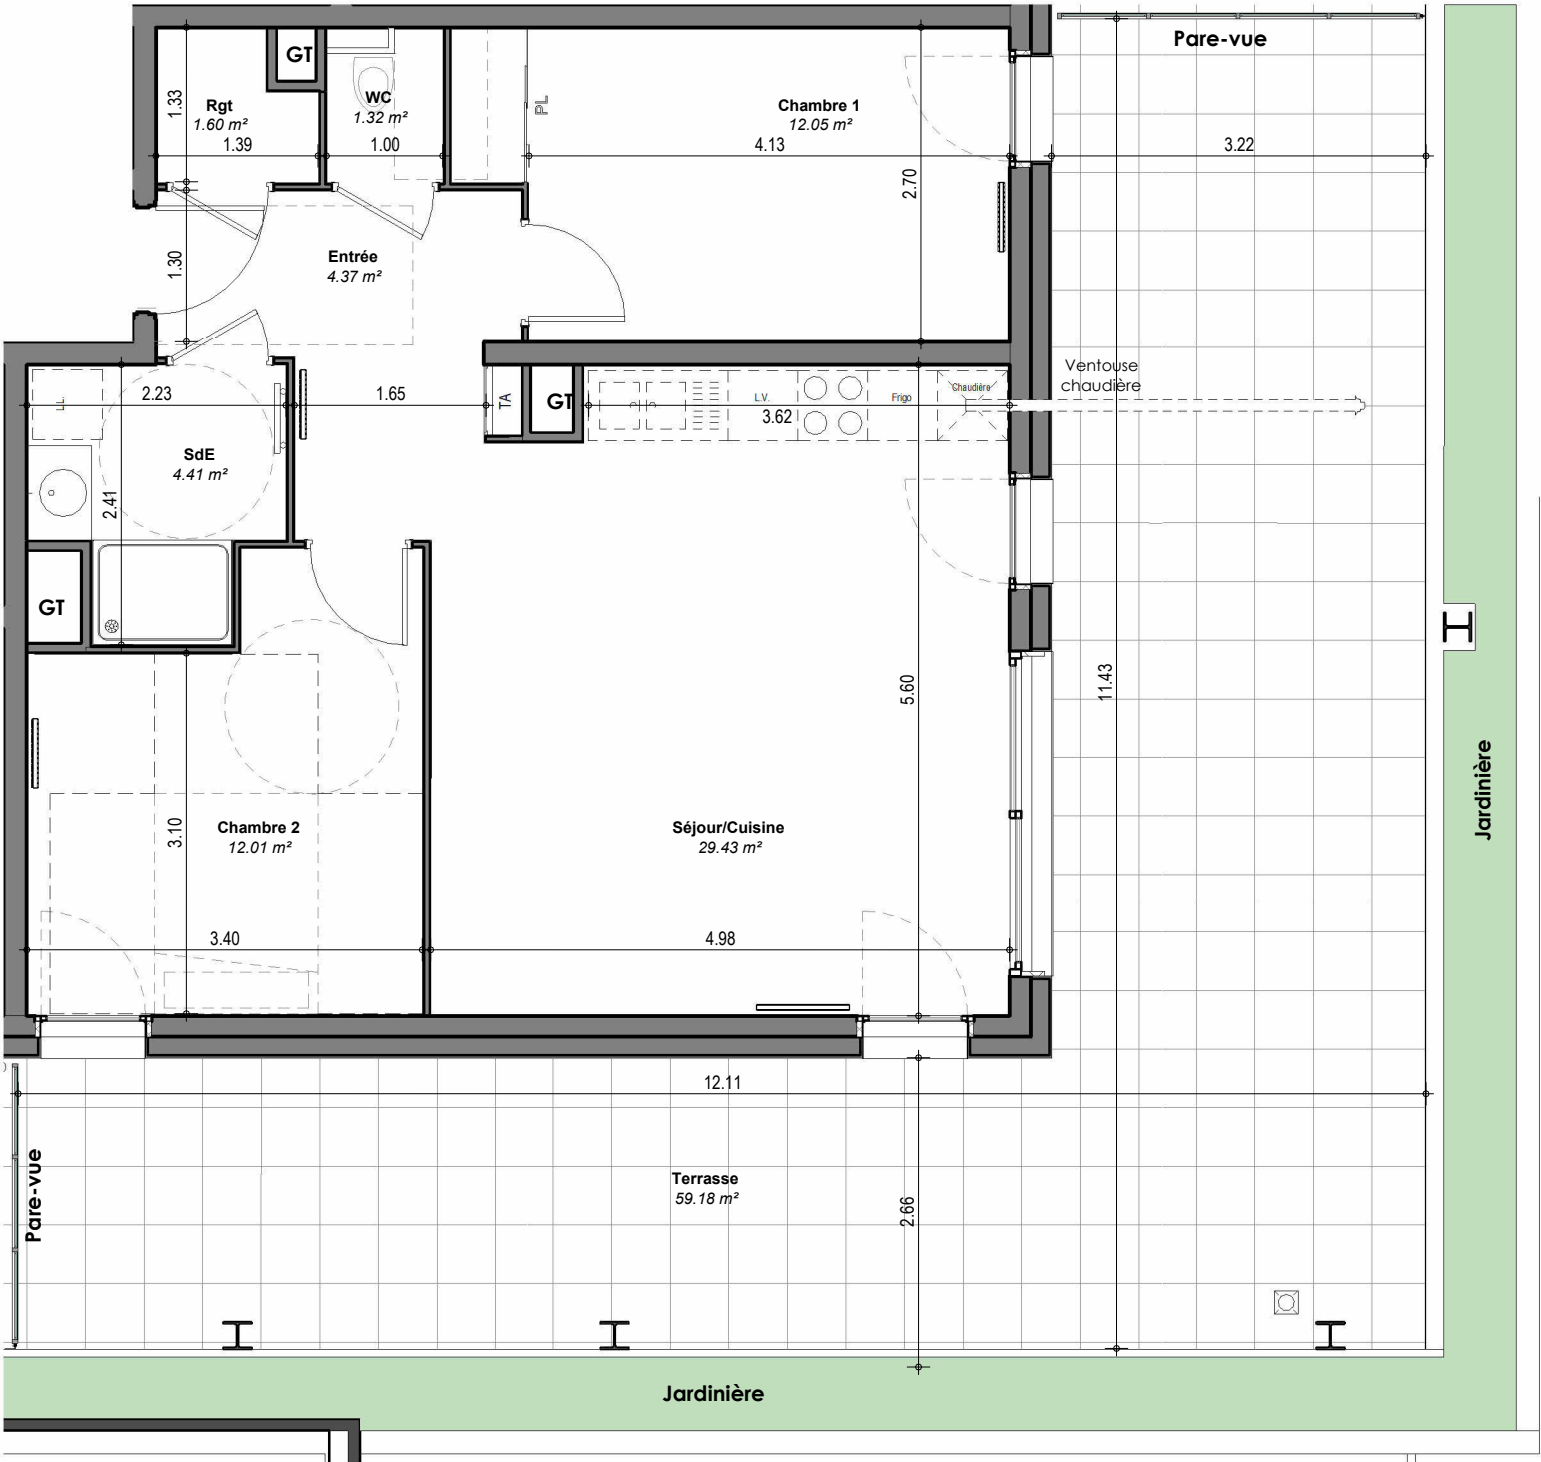 Pare-vue
GT
Rgt
1.60 m²
1.33
1.39
WC
1.32 m²
1.00
PL
Chambre 1
12.05 m²
4.13
2.70
3.22
Entrée
4.37 m²
1.30
Ventouse
chaudière
LL
2.23
1.65
TA
GT
L.V.
3.62
Frigo
Chaudière
SdE
4.41 m²
2.41
GT
5.60
11.43
Jardinière
Chambre 2
12.01 m²
3.10
Séjour/Cuisine
29.43 m²
3.40
4.98
12.11
Pare-vue
Terrasse
59.18 m²
2.66
Jardinière